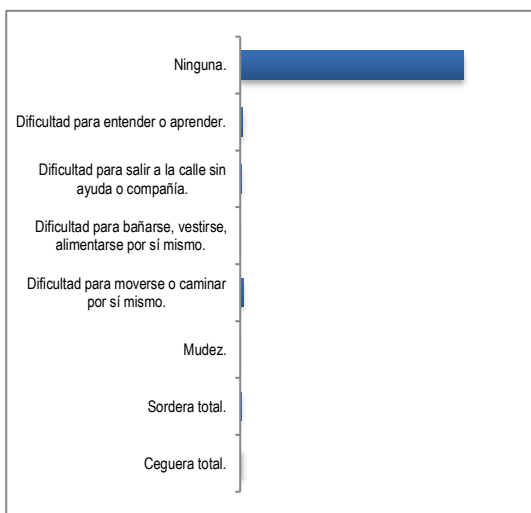 Ninguna.
Dificultad para entender o aprender.
Dificultad para salir a la calle sin
ayuda o compañía.
Dificultad para bañarse, vestirse,
alimentarse por sí mismo.
Dificultad para moverse o caminar
por sí mismo.
Mudez.
Sordera total.
Ceguera total.